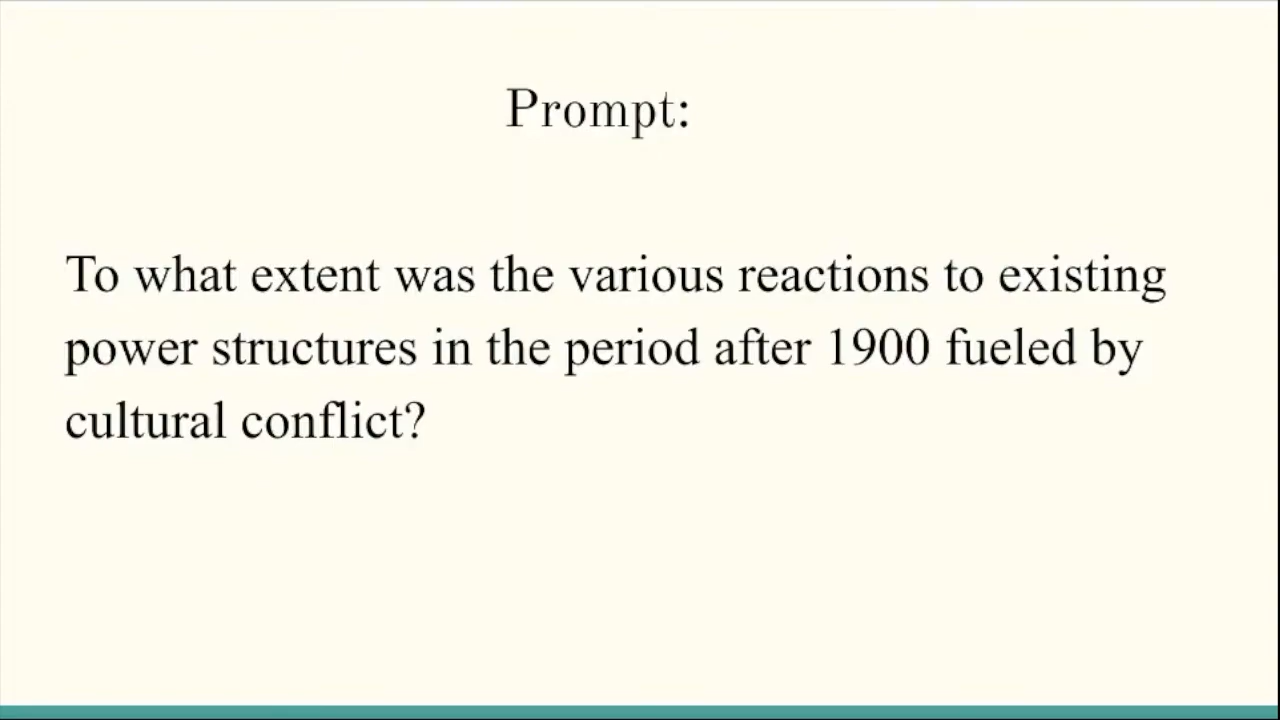 Prompt:
To what extent was the various reactions to existing
power structures in the period after 1900 fueled by
cultural conflict?